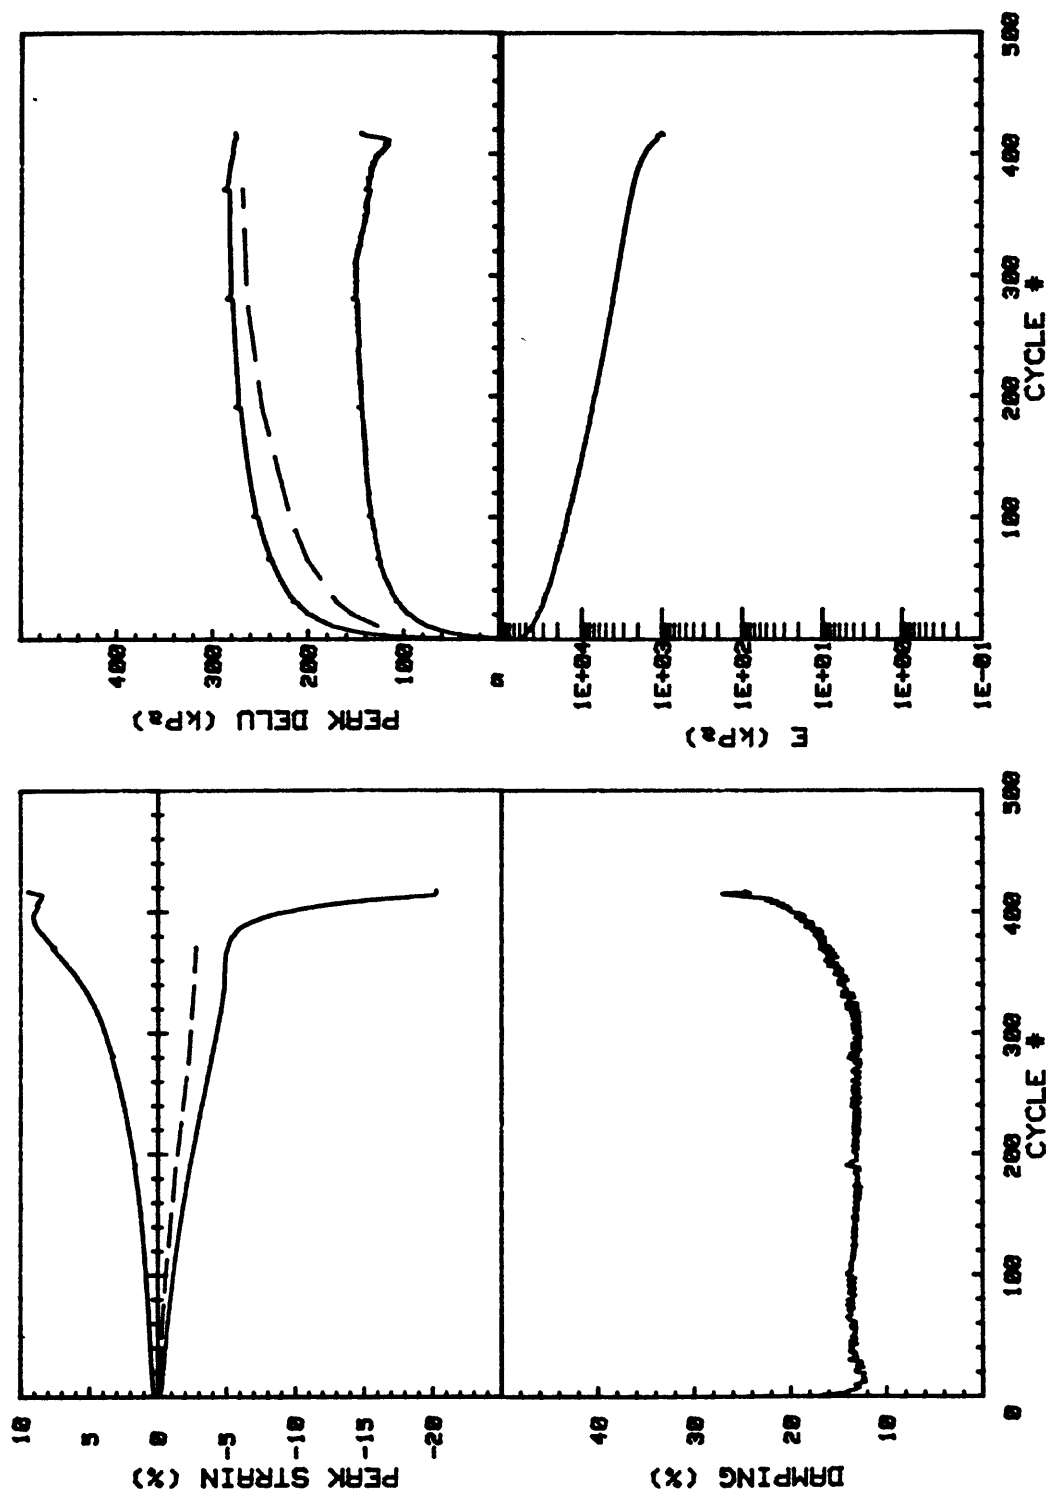 10
5
0
-5
-10
-15
-20
PEAK STRAIN (%)
40
30
20
10
DAMPING (%)
0
100
200
300
400
500
CYCLE #
400
300
200
100
0
PEAK DELU (kPa)
1E+04
1E+03
1E+02
1E+01
1E+00
1E-01
E (kPa)
100
200
300
400
500
CYCLE #